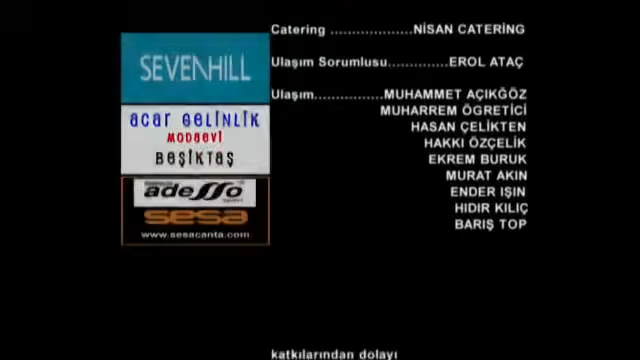 Catering ...................NİSAN CATERİNG
Ulaşım Sorumlusu..............EROL ATAÇ
Ulaşım................MUHAMMET AÇIKGÖZ
MUHARREM ÖGRETİCİ
HASAN ÇELİKTEN
HAKKI ÖZÇELİK
EKREM BURUK
MURAT AKIN
ENDER IŞIN
HIDIR KILIÇ
BARIŞ TOP
SEVENHILL
acar GELİNLİK
MODAEVİ
BEŞİKTAŞ
adesso
sesa
www.sesacanta.com
katkılarından dolayı